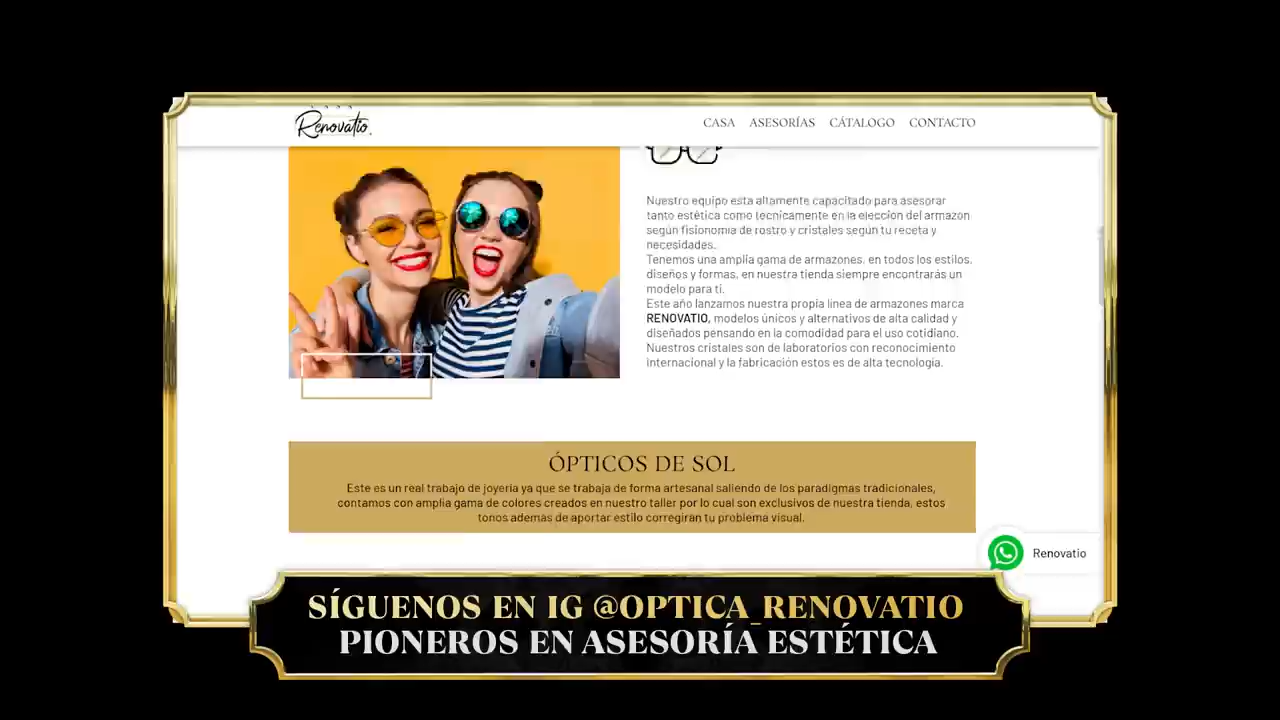 Renovatio.
CASA ASESORÍAS CÁTALOGO CONTACTO
Nuestro equipo esta altamente capacitado para asesorar
tanto estética como tecnicamente en la elección del armazon
según fisionomia de rostro y cristales según tu receta y
necesidades.
Tenemos una amplia gama de armazones, en todos los estilos,
diseños y formas, en nuestra tienda siempre encontrarás un
modelo para tí.
Este año lanzamos nuestra propia linea de armazones marca
RENOVATIO, modelos únicos y alternativos de alta calidad y
diseñados pensando en la comodidad para el uso cotidiano.
Nuestros cristales son de laboratorios con reconocimiento
internacional y la fabricación estos es de alta tecnología.
ÓPTICOS DE SOL
Este es un real trabajo de joyería ya que se trabaja de forma artesanal saliendo de los paradigmas tradicionales,
contamos con amplia gama de colores creados en nuestro taller por lo cual son exclusivos de nuestra tienda, estos
tonos ademas de aportar estilo corregiran tu problema visual.
Renovatio
SÍGUENOS EN IG @OPTICA_RENOVATIO
PIONEROS EN ASESORÍA ESTÉTICA